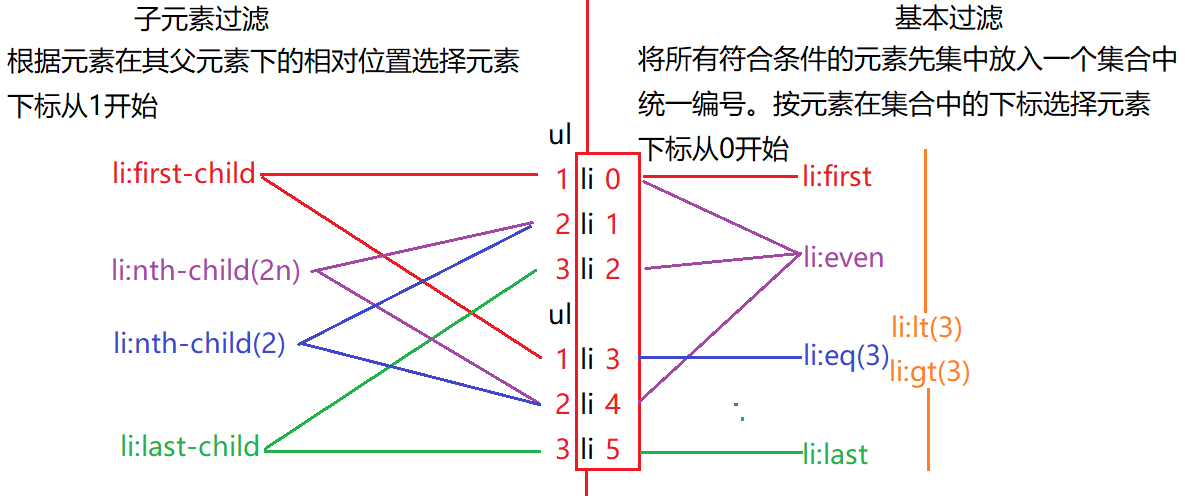 子元素过滤
根据元素在其父元素下的相对位置选择元素
下标从1开始
基本过滤
将所有符合条件的元素先集中放入一个集合中
统一编号。按元素在集合中的下标选择元素
下标从0开始
ul
li:first-child
1 li 0
li:first
2 li 1
li:nth-child(2n)
3 li 2
li:even
ul
li:lt(3)
li:nth-child(2)
1 li 3
li:eq(3)
li:gt(3)
2 li 4
li:last-child
3 li 5
li:last